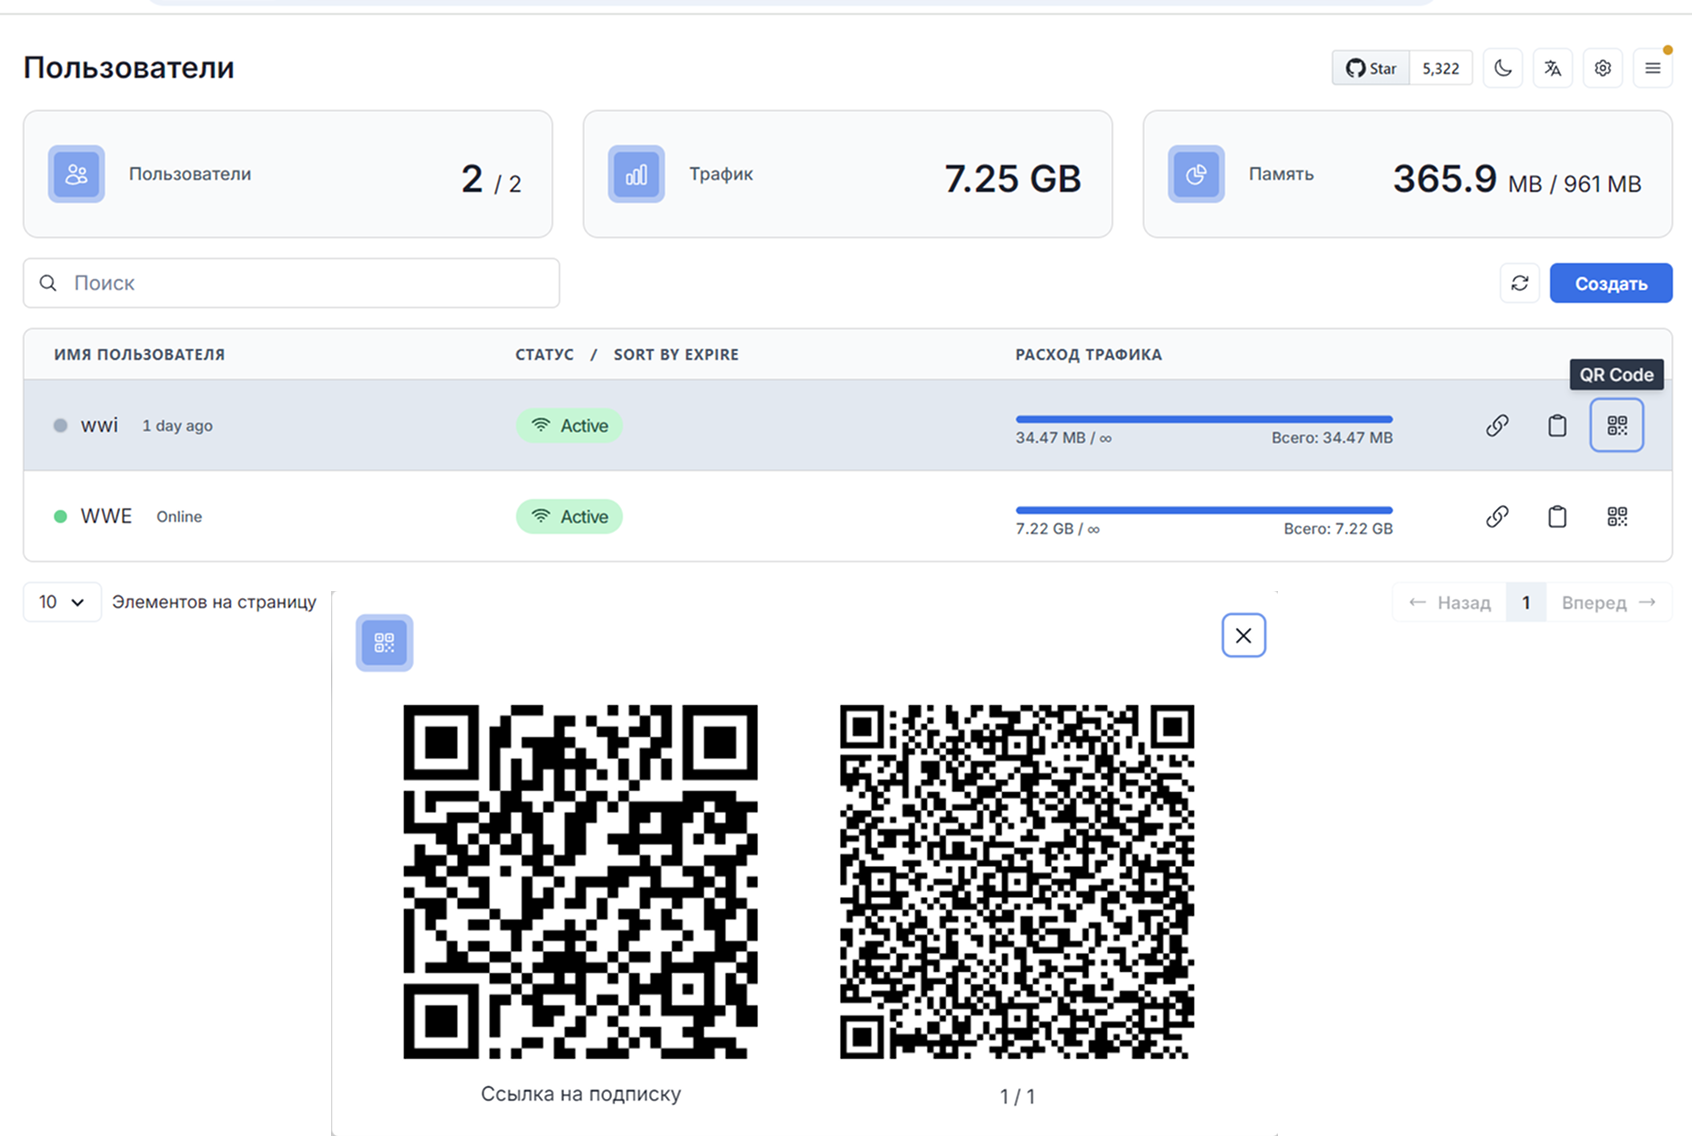 Пользователи
Star 5,322
Пользователи 2 / 2
Трафик 7.25 GB
Память 365.9 MB / 961 MB
Поиск
Создать
ИМЯ ПОЛЬЗОВАТЕЛЯ СТАТУС / SORT BY EXPIRE РАСХОД ТРАФИКА
QR Code
wwi 1 day ago Active
34.47 MB / ∞ Всего: 34.47 MB
WWE Online Active
7.22 GB / ∞ Всего: 7.22 GB
10 Элементов на страницу
← Назад 1 Вперед →
Ссылка на подписку
1 / 1